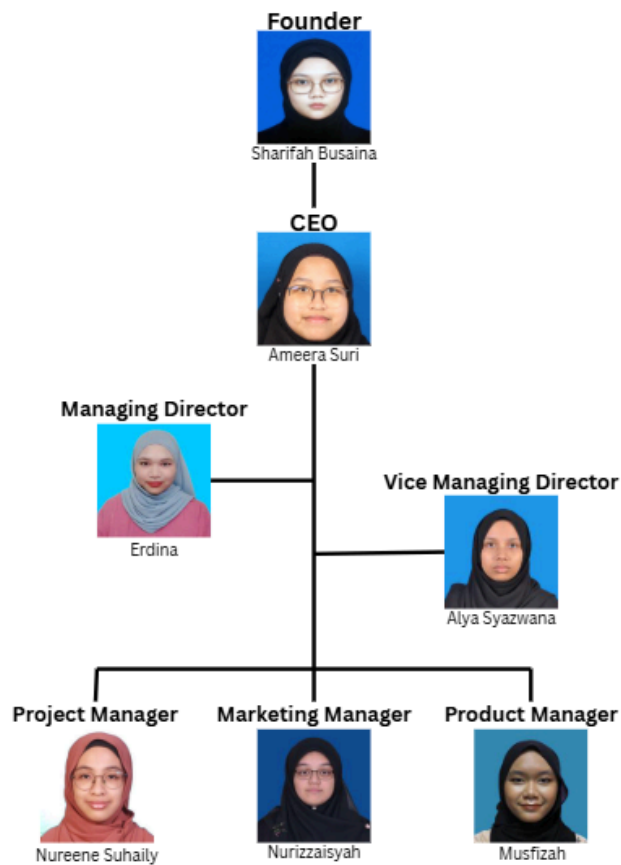 Founder
Sharifah Busaina
CEO
Ameera Suri
Managing Director
Erdina
Vice Managing Director
Alya Syazwana
Project Manager
Nureene Suhaily
Marketing Manager
Nurizzaisyah
Product Manager
Musfizah